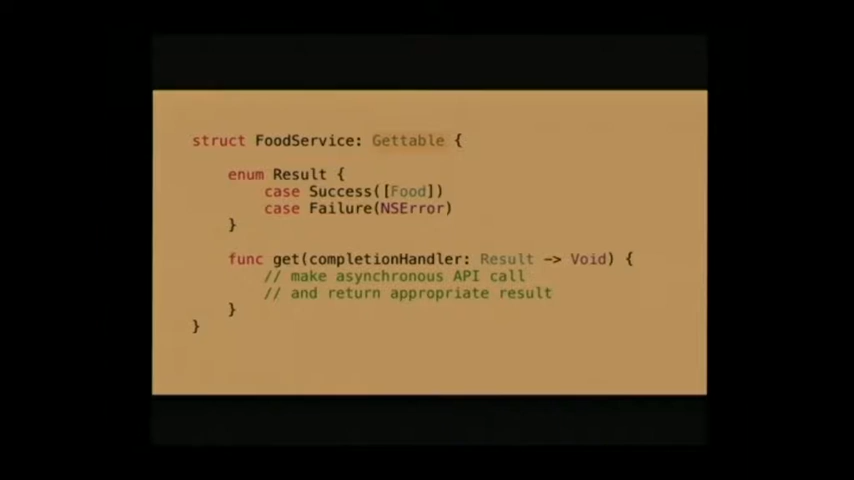 struct FoodService: Gettable {
enum Result {
case Success([Food])
case Failure(NSError)
}
func get(completionHandler: Result -> Void) {
// make asynchronous API call
// and return appropriate result
}
}